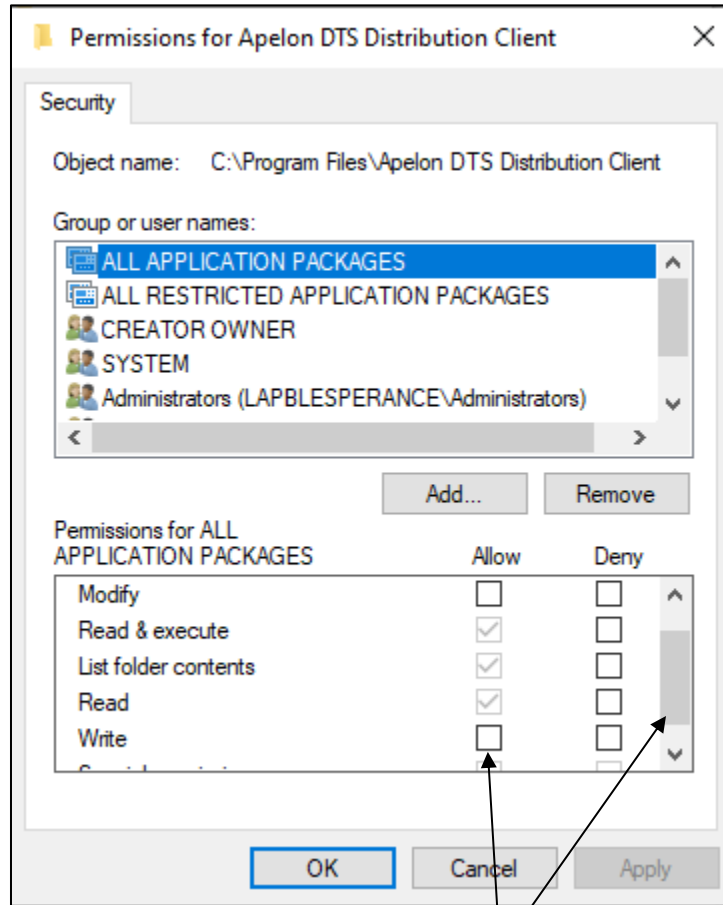 Permissions for Apelon DTS Distribution Client
Security
Object name: C:\Program Files\Apelon DTS Distribution Client
Group or user names:
ALL APPLICATION PACKAGES
ALL RESTRICTED APPLICATION PACKAGES
CREATOR OWNER
SYSTEM
Administrators (LAPBLESPERANCE\Administrators)
Add... Remove
Permissions for ALL
APPLICATION PACKAGES Allow Deny
Modify
Read & execute
List folder contents
Read
Write
OK Cancel Apply